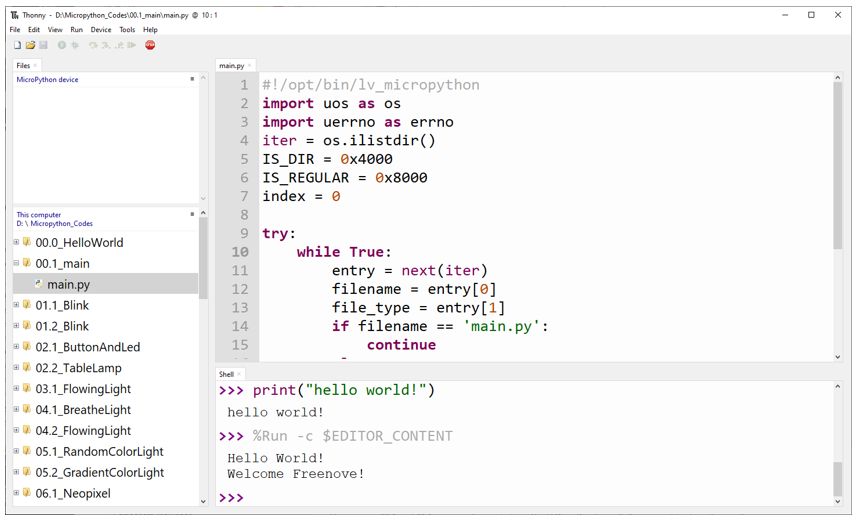 Thonny - D:\Micropython_Codes\00.1_main\main.py @ 10 : 1
File Edit View Run Device Tools Help
Files
MicroPython device
This computer
D: \ Micropython_Codes
00.0_HelloWorld
00.1_main
main.py
01.1_Blink
01.2_Blink
02.1_ButtonAndLed
02.2_TableLamp
03.1_FlowingLight
04.1_BreatheLight
04.2_FlowingLight
05.1_RandomColorLight
05.2_GradientColorLight
06.1_Neopixel
main.py
1 #!/opt/bin/lv_micropython
2 import uos as os
3 import uerrno as errno
4 iter = os.ilistdir()
5 IS_DIR = 0x4000
6 IS_REGULAR = 0x8000
7 index = 0
8
9 try:
10     while True:
11         entry = next(iter)
12         filename = entry[0]
13         file_type = entry[1]
14         if filename == 'main.py':
15             continue
Shell
>>> print("hello world!")
hello world!
>>> %Run -c $EDITOR_CONTENT
Hello World!
Welcome Freenove!
>>>